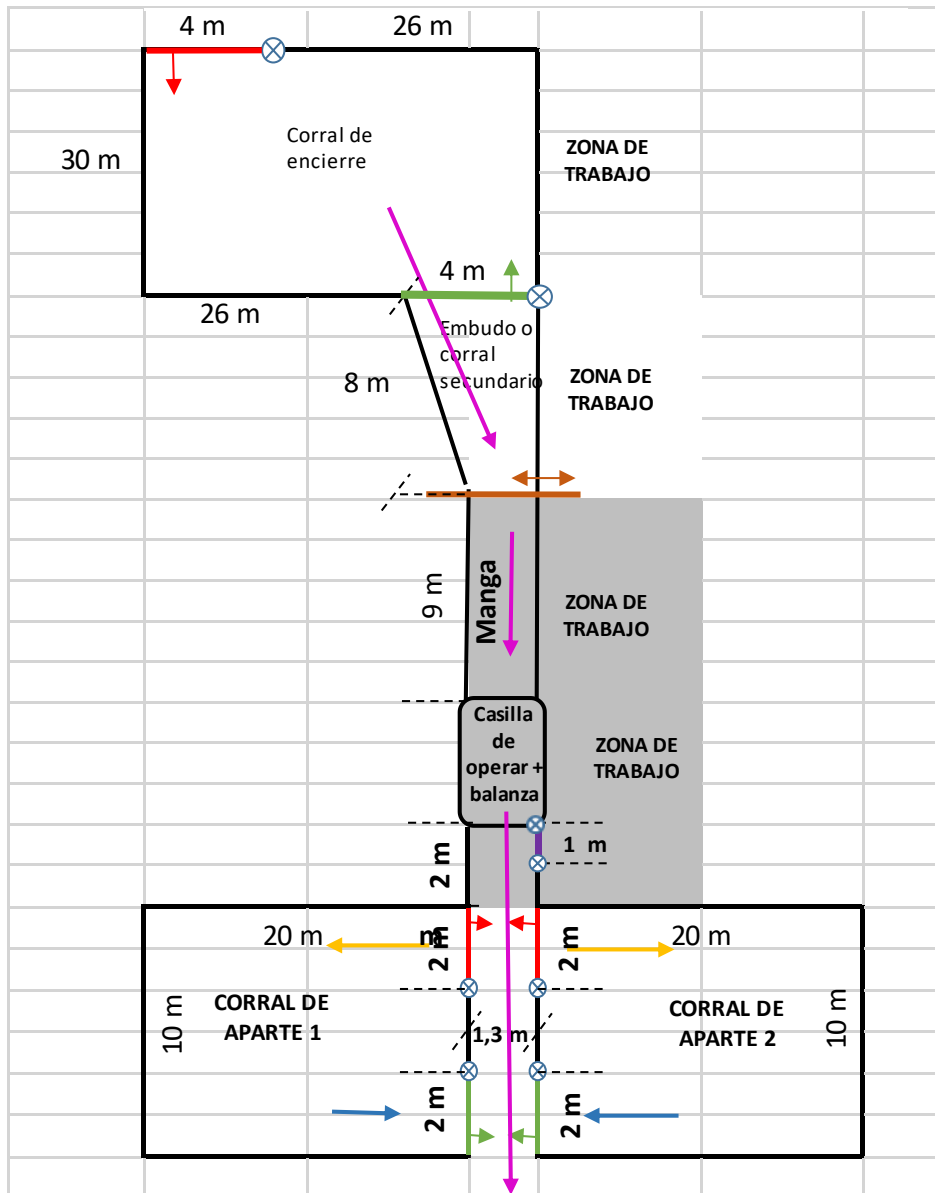 4 m
26 m
Corral de
encierre
30 m
ZONA DE
TRABAJO
4 m
26 m
Embudo o
corral
secundario
8 m
ZONA DE
TRABAJO
9 m
Manga
ZONA DE
TRABAJO
Casilla
de
operar +
balanza
ZONA DE
TRABAJO
1 m
2 m
20 m
m
2 m
2 m
20 m
10 m
CORRAL DE
APARTE 1
1,3 m
CORRAL DE
APARTE 2
10 m
2 m
2 m